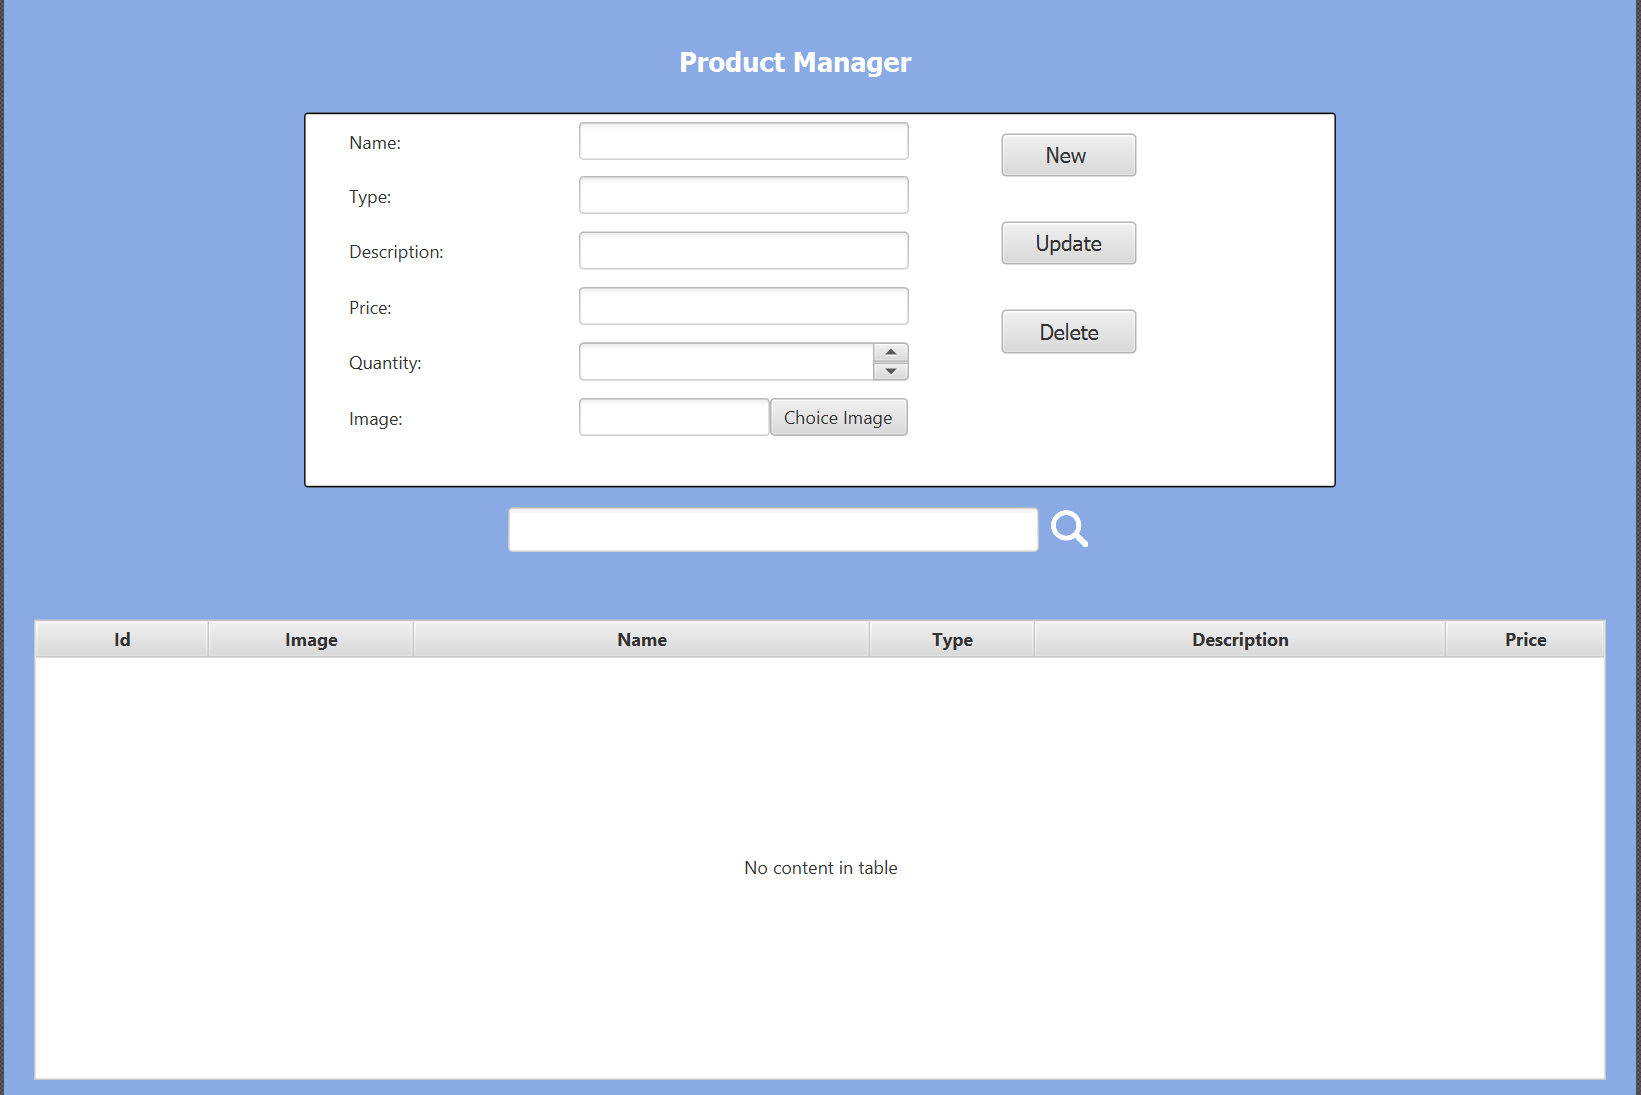 Product Manager
Name:
New
Type:
Update
Description:
Price:
Delete
Quantity:
Image:
Choice Image
Id Image Name Type Description Price
No content in table